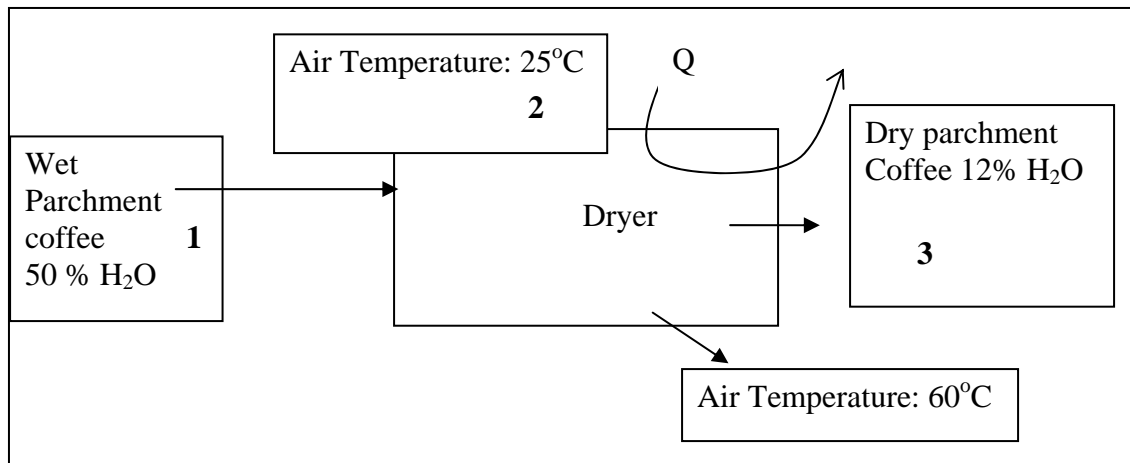 Air Temperature: 25°C
2
Q
Wet
Parchment
coffee 1
50 % H₂O
Dryer
Dry parchment
Coffee 12% H₂O
3
Air Temperature: 60°C